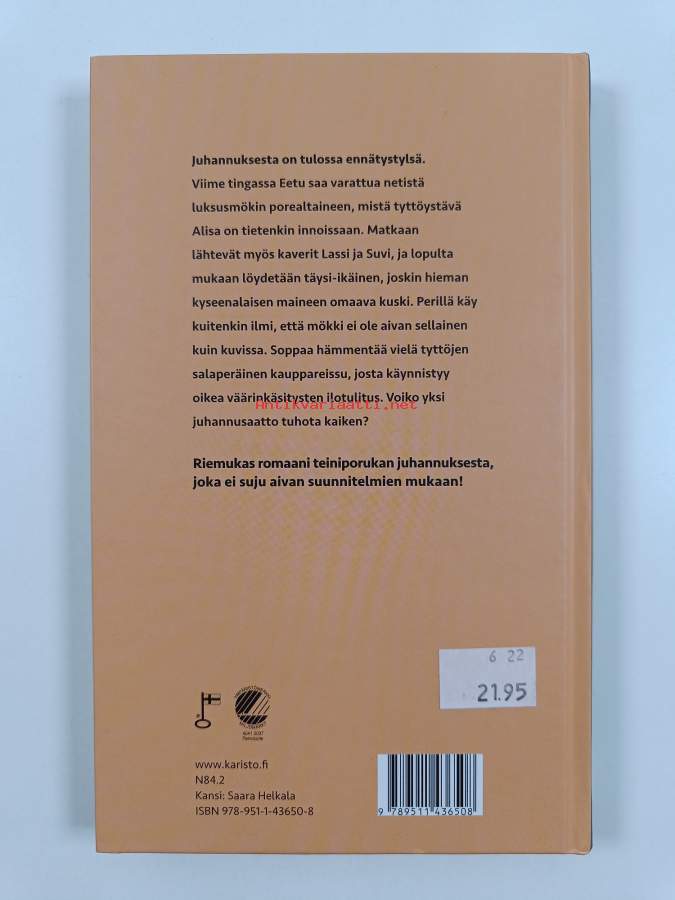 Juhannuksesta on tulossa ennätystylsä.
Viime tingassa Eetu saa varattua netistä
luksusmökin porealtaineen, mistä tyttöystävä
Alisa on tietenkin innoissaan. Matkaan
lähtevät myös kaverit Lassi ja Suvi, ja lopulta
mukaan löydetään täysi-ikäinen, joskin hieman
kyseenalaisen maineen omaava kuski. Perillä käy
kuitenkin ilmi, että mökki ei ole aivan sellainen
kuin kuvissa. Soppaa hämmentää vielä tyttöjen
salaperäinen kauppareissu, josta käynnistyy
oikea väärinkäsitysten ilotulitus. Voiko yksi
Antikvariaatti.net
juhannusaatto tuhota kaiken?
Riemukas romaani teiniporukan juhannuksesta,
joka ei suju aivan suunnitelmien mukaan!
6 22
21.95
4041 0007
www.karisto.fi
N84.2
Kansi: Saara Helkala
ISBN 978-951-1-43650-8
9 789511 436508